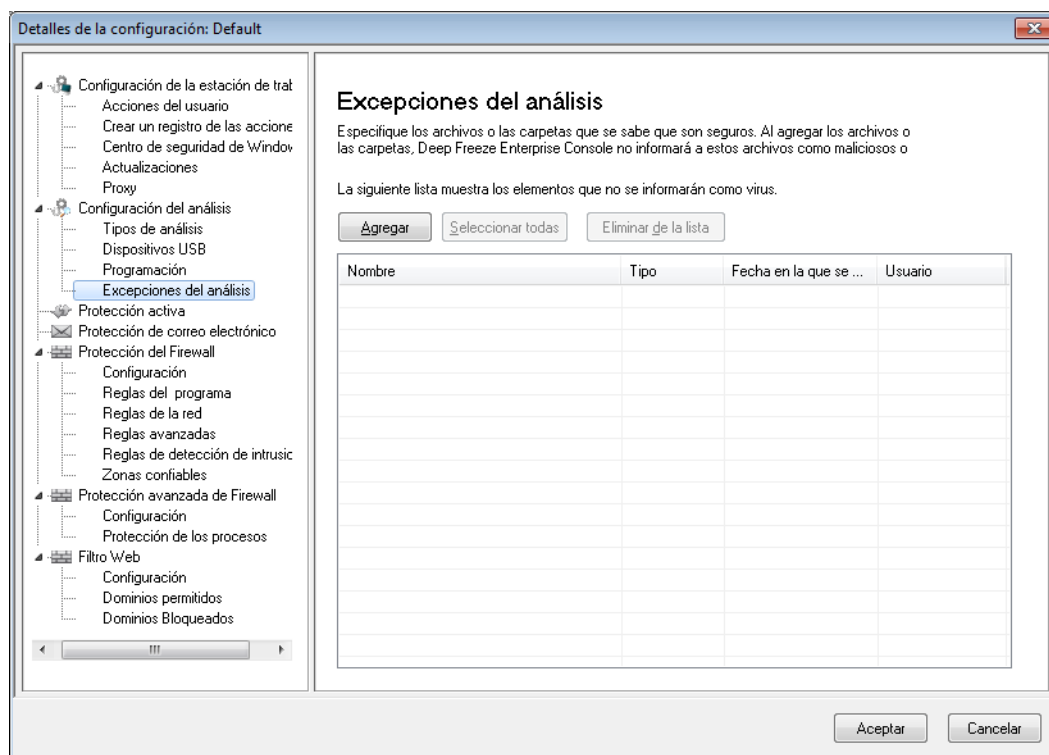 Detalles de la configuración: Default
Configuración de la estación de trat
Acciones del usuario
Crear un registro de las accione
Centro de seguridad de Window
Actualizaciones
Proxy
Configuración del análisis
Tipos de análisis
Dispositivos USB
Programación
Excepciones del análisis
Protección activa
Protección de correo electrónico
Protección del Firewall
Configuración
Reglas del programa
Reglas de la red
Reglas avanzadas
Reglas de detección de intrusic
Zonas confiables
Protección avanzada de Firewall
Configuración
Protección de los procesos
Filtro Web
Configuración
Dominios permitidos
Dominios Bloqueados
Excepciones del análisis
Especifique los archivos o las carpetas que se sabe que son seguros. Al agregar los archivos o
las carpetas, Deep Freeze Enterprise Console no informará a estos archivos como maliciosos o
La siguiente lista muestra los elementos que no se informarán como virus.
Agregar Seleccionar todas Eliminar de la lista
Nombre Tipo Fecha en la que se ... Usuario
Aceptar Cancelar